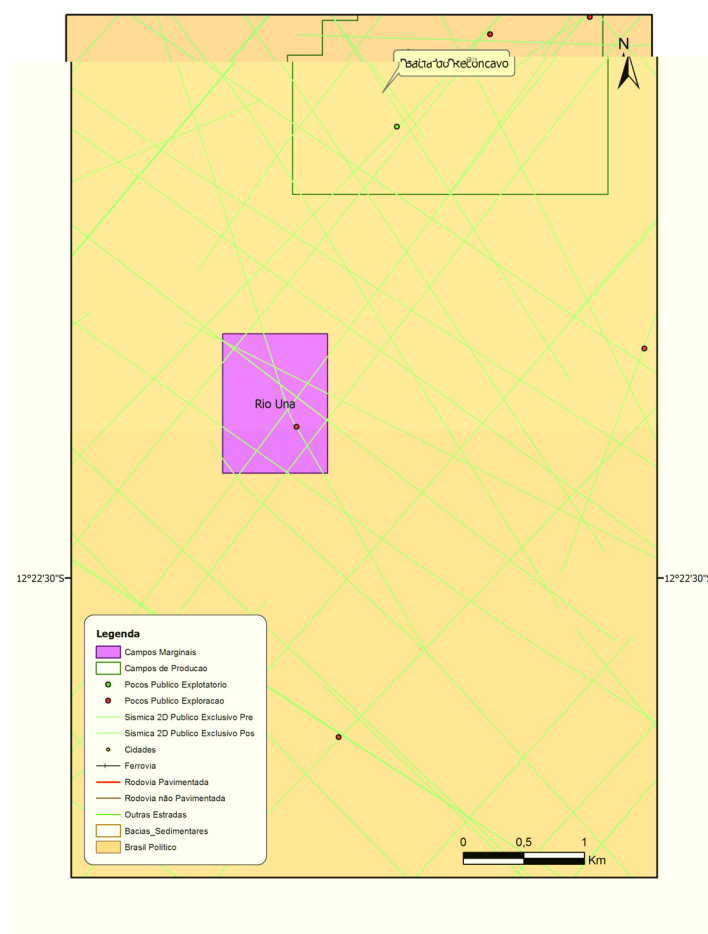 Bacia do Recôncavo
N
Rio Una
12°22'30"S
12°22'30"S
Legenda
Campos Marginais
Campos de Producao
Pocos Publico Explotatorio
Pocos Publico Exploracao
Sismica 2D Publico Exclusivo Pre
Sismica 2D Publico Exclusivo Pos
Cidades
Ferrovia
Rodovia Pavimentada
Rodovia não Pavimentada
Outras Estradas
Bacias_Sedimentares
Brasil Político
0 0,5 1
Km